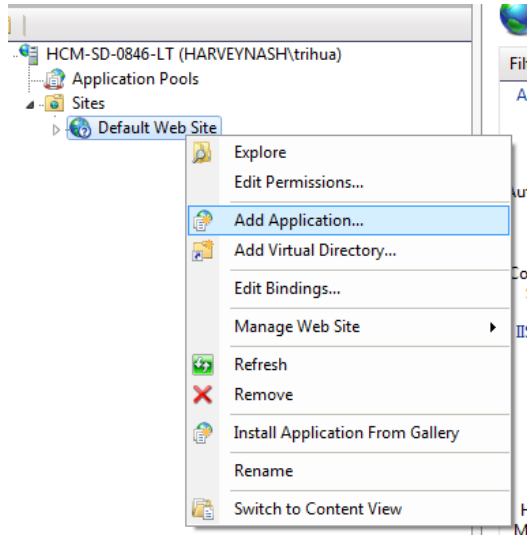 HCM-SD-0846-LT (HARVEYNASH\trihua)
Application Pools
Sites
Default Web Site
Explore
Edit Permissions...
Add Application...
Add Virtual Directory...
Edit Bindings...
Manage Web Site
Refresh
Remove
Install Application From Gallery
Rename
Switch to Content View